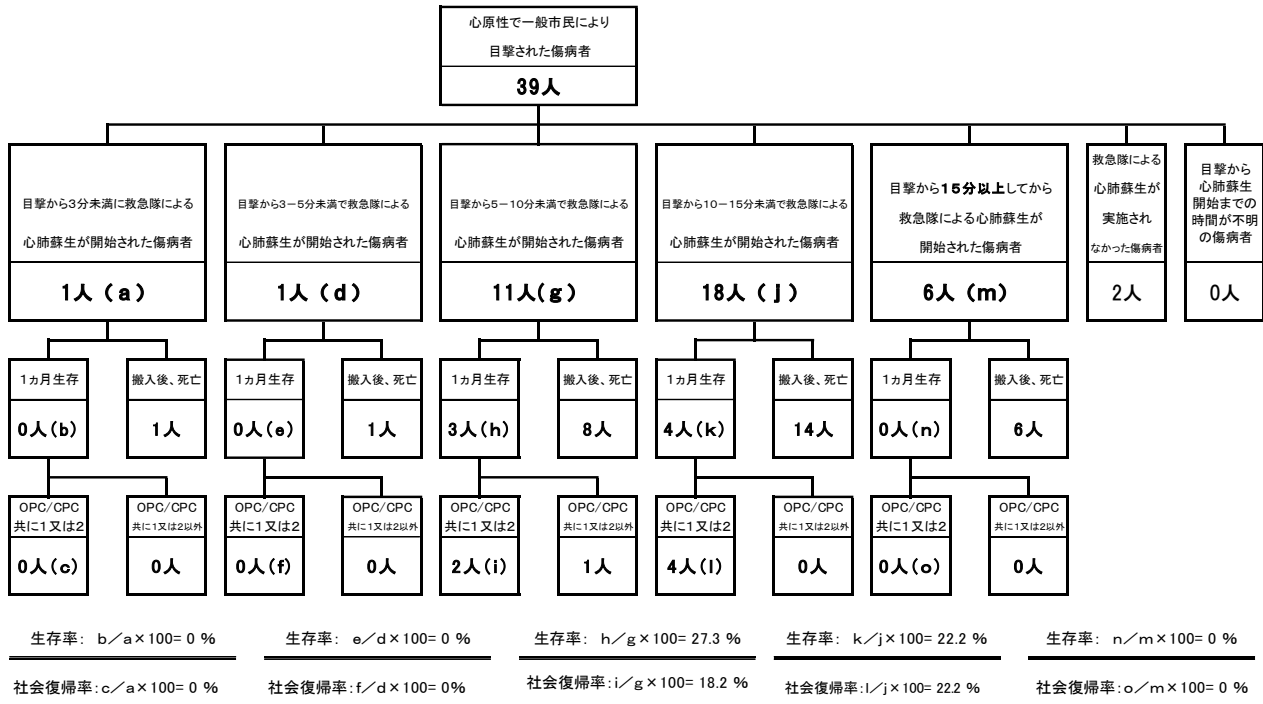 心原性で一般市民により
目撃された傷病者
39人
目撃から3分未満に救急隊による
心肺蘇生が開始された傷病者
1人（a）
目撃から3－5分未満で救急隊による
心肺蘇生が開始された傷病者
1人（d）
目撃から5－10分未満で救急隊による
心肺蘇生が開始された傷病者
11人(g)
目撃から10－15分未満で救急隊による
心肺蘇生が開始された傷病者
18人（j）
目撃から15分以上してから
救急隊による心肺蘇生が
開始された傷病者
6人（m）
救急隊による
心肺蘇生が
実施され
なかった傷病者
2人
目撃から
心肺蘇生
開始までの
時間が不明
の傷病者
0人
1ヵ月生存
0人(b)
搬入後、死亡
1人
1ヵ月生存
0人(e)
搬入後、死亡
1人
1ヵ月生存
3人(h)
搬入後、死亡
8人
1ヵ月生存
4人(k)
搬入後、死亡
14人
1ヵ月生存
0人(n)
搬入後、死亡
6人
OPC/CPC
共に1又は2
0人(c)
OPC/CPC
共に1又は2以外
0人
OPC/CPC
共に1又は2
0人(f)
OPC/CPC
共に1又は2以外
0人
OPC/CPC
共に1又は2
2人(i)
OPC/CPC
共に1又は2以外
1人
OPC/CPC
共に1又は2
4人(l)
OPC/CPC
共に1又は2以外
0人
OPC/CPC
共に1又は2
0人(o)
OPC/CPC
共に1又は2以外
0人
生存率： b／a×100= 0 %
生存率： e／d×100= 0 %
生存率： h／g×100= 27.3 %
生存率： k／j×100= 22.2 %
生存率： n／m×100= 0 %
社会復帰率：c／a×100= 0 %
社会復帰率：f／d×100= 0%
社会復帰率：i／g×100= 18.2 %
社会復帰率：l／j×100= 22.2 %
社会復帰率：o／m×100= 0 %